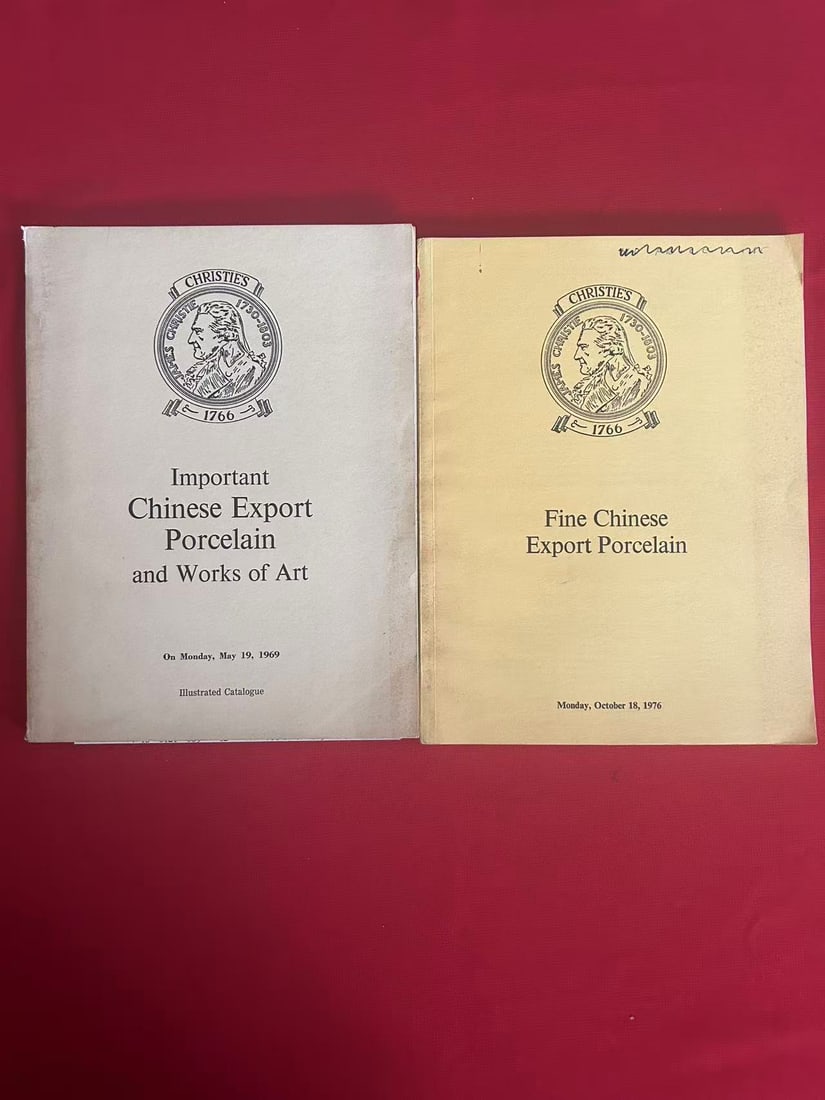 CHRISTIE'S
JAMES CHRISTIE 1730-1803
1766
Important
Chinese Export
Porcelain
and Works of Art
On Monday, May 19, 1969
Illustrated Catalogue
CHRISTIE'S
JAMES CHRISTIE 1730-1803
1766
Fine Chinese
Export Porcelain
Monday, October 18, 1976